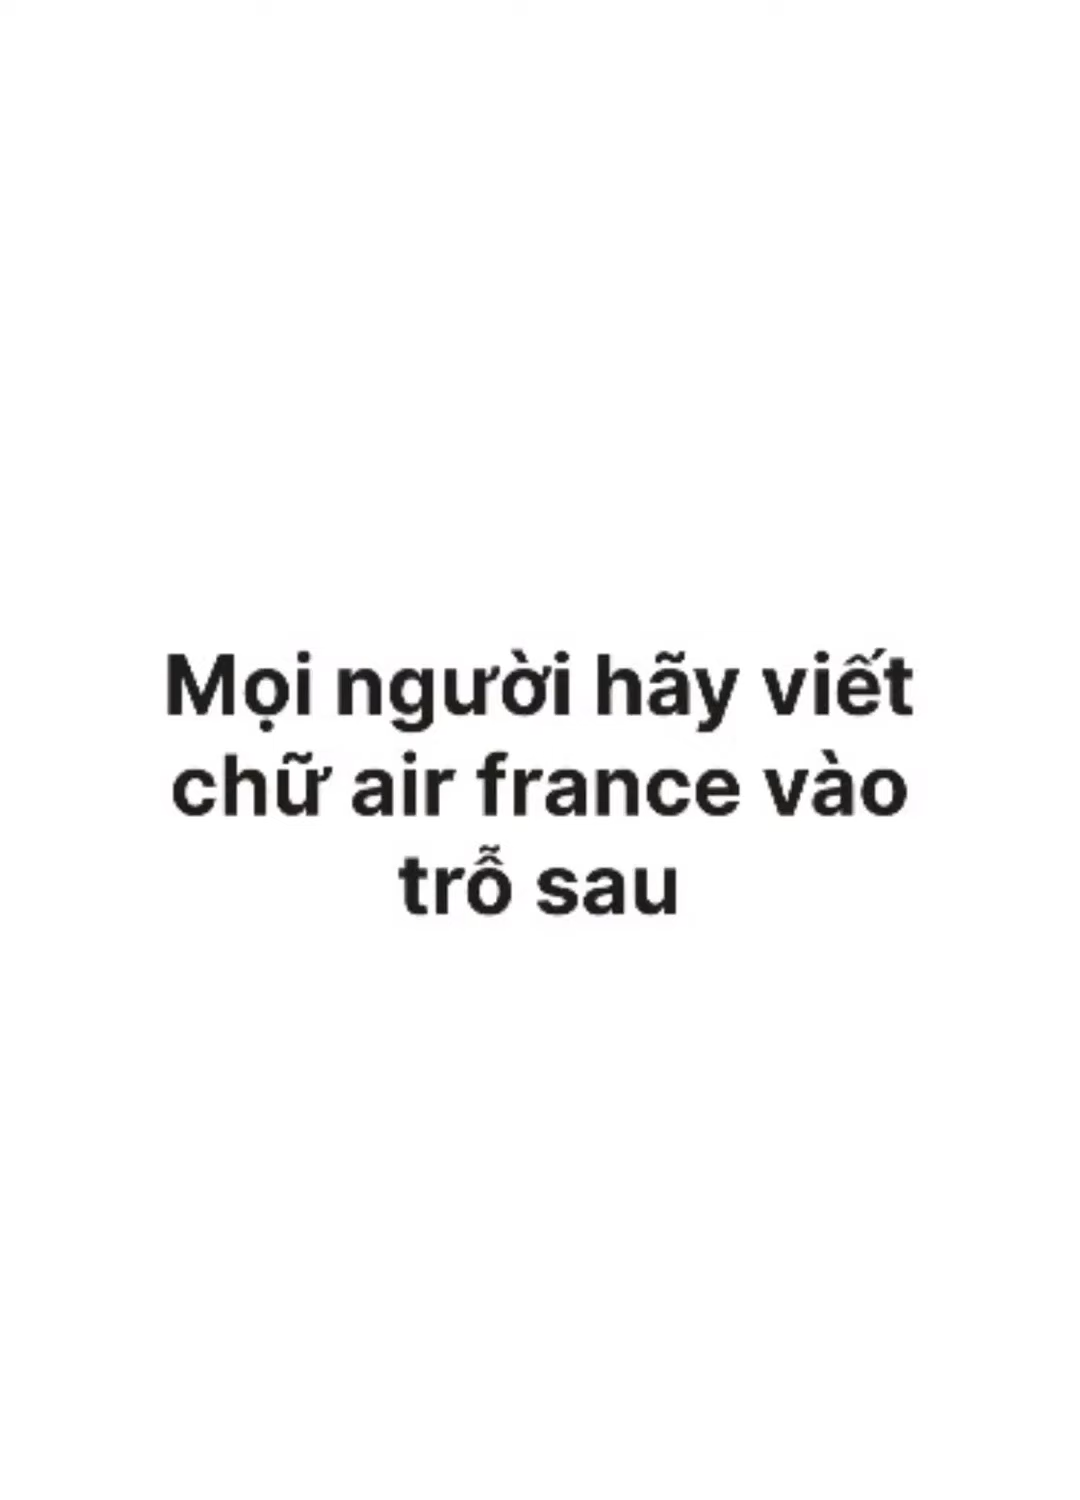 Mọi người hãy viết
chữ air france vào
trỗ sau